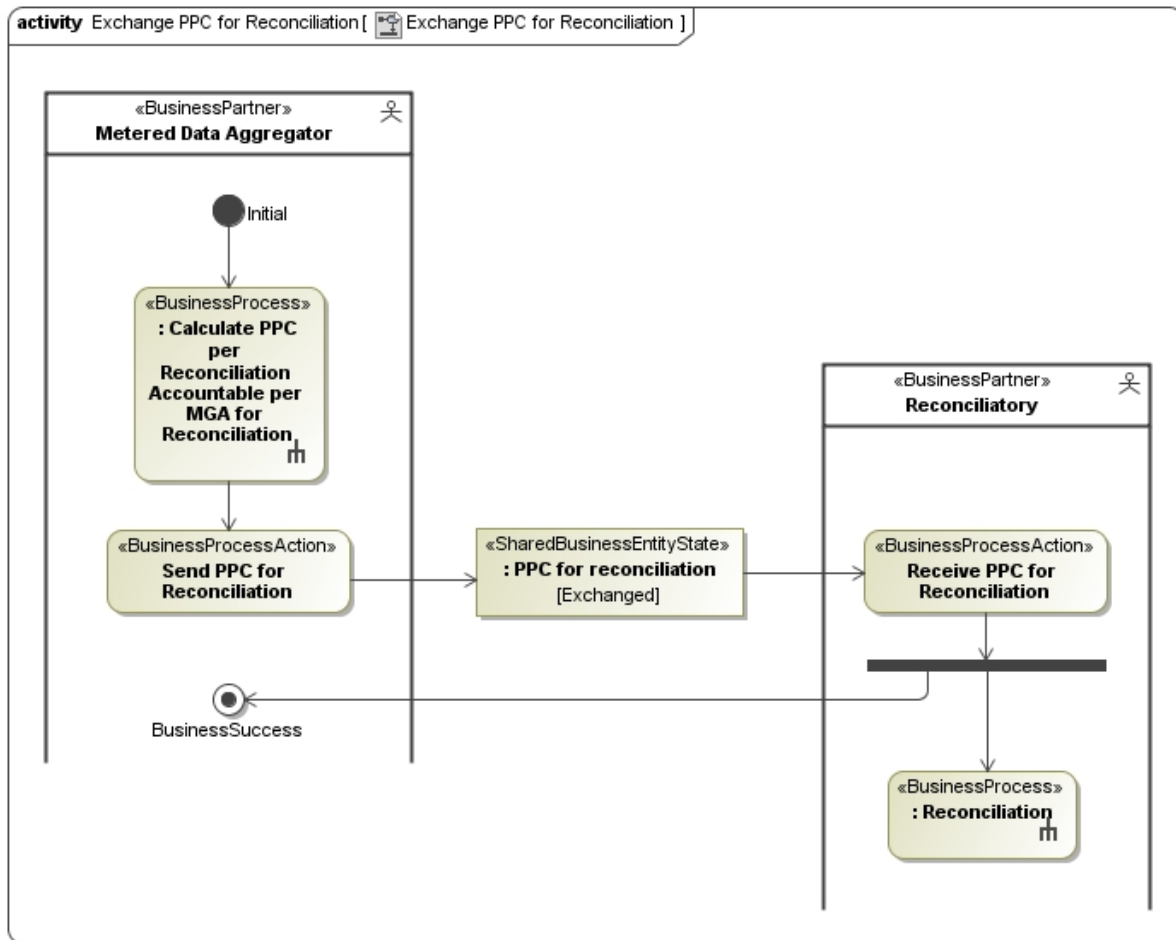 activity Exchange PPC for Reconciliation [ Exchange PPC for Reconciliation ]
«BusinessPartner»
Metered Data Aggregator
Initial
«BusinessProcess»
: Calculate PPC
per
Reconciliation
Accountable per
MGA for
Reconciliation
«BusinessProcessAction»
Send PPC for
Reconciliation
BusinessSuccess
«SharedBusinessEntityState»
: PPC for reconciliation
[Exchanged]
«BusinessPartner»
Reconciliatory
«BusinessProcessAction»
Receive PPC for
Reconciliation
«BusinessProcess»
: Reconciliation